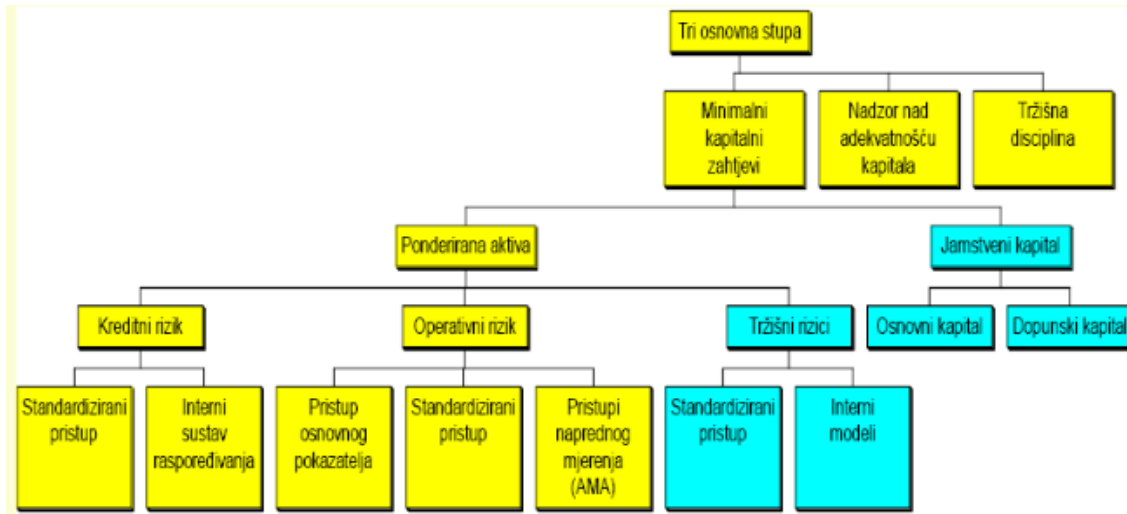 Tri osnovna stupa
Minimalni
kapitalni
zahtjevi
Nadzor nad
adekvatnošću
kapitala
Tržišna
disciplina
Ponderirana aktiva
Jamstveni kapital
Kreditni rizik
Operativni rizik
Tržišni rizici
Osnovni kapital
Dopunski kapital
Standardizirani
pristup
Interni
sustav
raspoređivanja
Pristup
osnovnog
pokazatelja
Standardizirani
pristup
Pristupi
naprednog
mjerenja
(AMA)
Standardizirani
pristup
Interni
modeli